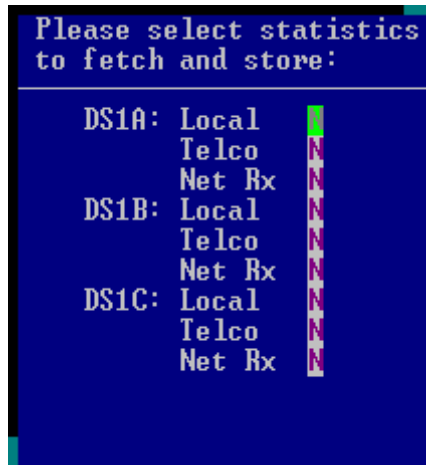 Please select statistics
to fetch and store:
DS1A: Local N
Telco N
Net Rx N
DS1B: Local N
Telco N
Net Rx N
DS1C: Local N
Telco N
Net Rx N